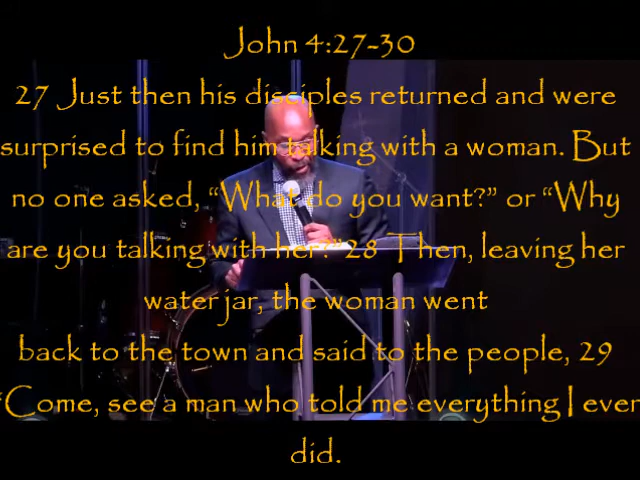 John 4:27-30
27 Just then his disciples returned and were
surprised to find him talking with a woman. But
no one asked, “What do you want?” or “Why
are you talking with her?” 28 Then, leaving her
water jar, the woman went
back to the town and said to the people, 29
“Come, see a man who told me everything I ever
did.